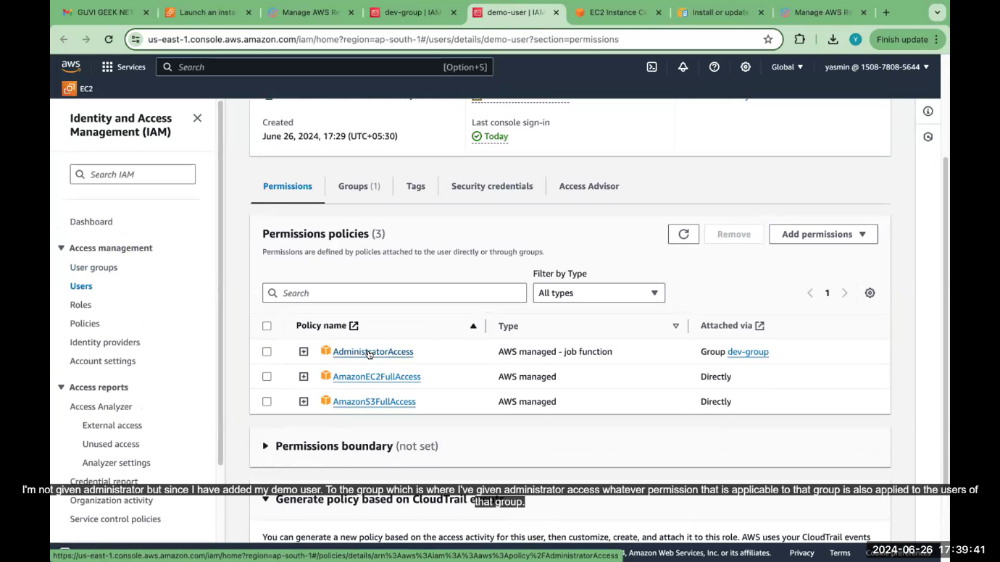 GUVI GEEK NET
Launch an insta
Manage AWS Re
dev-group | IAM
demo-user | IAM
EC2 Instance Co
Install or update
Manage AWS Re
us-east-1.console.aws.amazon.com/iam/home?region=ap-south-1#/users/details/demo-user?section=permissions
Y
Finish update
aws
Services
Search
[Option+S]
Global
yasmin @ 1508-7808-5644
EC2
Identity and Access
Management (IAM)
Search IAM
Dashboard
Access management
User groups
Users
Roles
Policies
Identity providers
Account settings
Access reports
Access Analyzer
External access
Unused access
Analyzer settings
Credential report
Organization activity
Service control policies
Created
June 26, 2024, 17:29 (UTC+05:30)
Last console sign-in
Today
Permissions
Groups (1)
Tags
Security credentials
Access Advisor
Permissions policies (3)
Remove
Add permissions
Permissions are defined by policies attached to the user directly or through groups.
Filter by Type
Search
All types
1
Policy name
Type
Attached via
AdministratorAccess
AWS managed - job function
Group dev-group
AmazonEC2FullAccess
AWS managed
Directly
AmazonS3FullAccess
AWS managed
Directly
Permissions boundary (not set)
I'm not given administrator but since I have added my demo user. To the group which is where I've given administrator access whatever permission that is applicable to that group is also applied to the users of
that group.
Generate policy based on CloudTrail
You can generate a new policy based on the access activity for this user, then customize, create, and attach it to this role. AWS uses your CloudTrail events
4, Amazon Web Services, Inc. or its affiliates.
Privacy
Terms
Cookie preferences
2024-06-26 17:39:41
https://us-east-1.console.aws.amazon.com/iam/home?region=ap-south-1#/policies/details/arn%3Aaws%3Aiam%3A%3Aaws%3Apolicy%2FAdministratorAccess